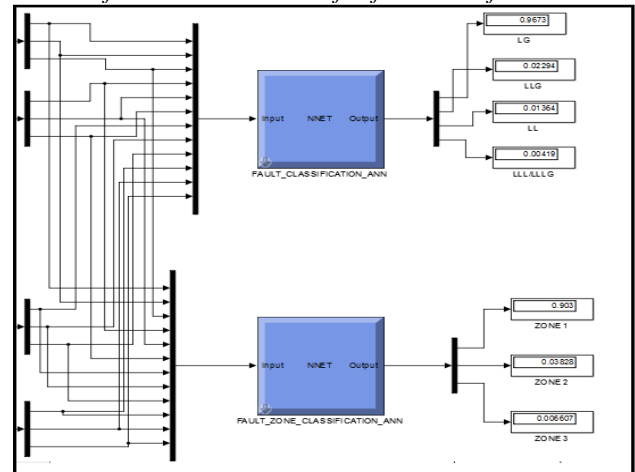 0.9673
LG
0.02294
LLG
0.01364
LL
0.00419
LLL/LLLG
Input NNET Output
FAULT_CLASSIFICATION_ANN
0.903
ZONE 1
0.03828
ZONE 2
0.006607
ZONE 3
Input NNET Output
FAULT_ZONE_CLASSIFICATION_ANN